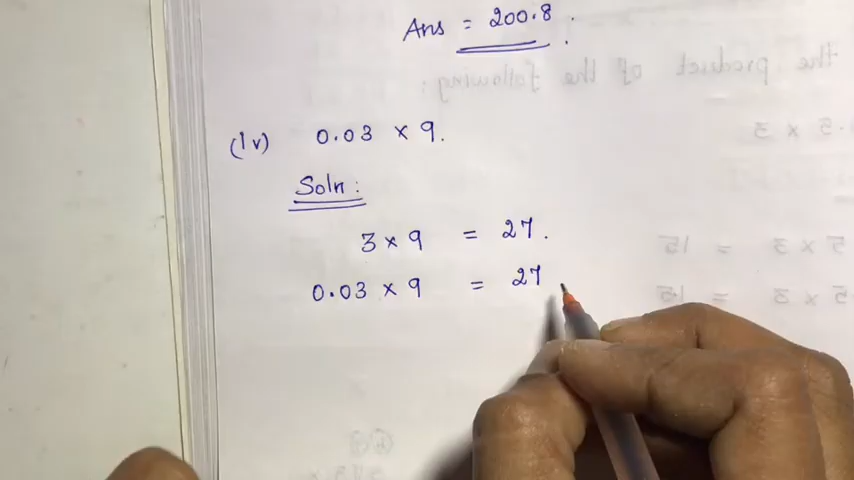 Ans = 200.8.
(iv) 0.03 × 9.
Soln:
3 × 9 = 27.
0.03 × 9 = 27